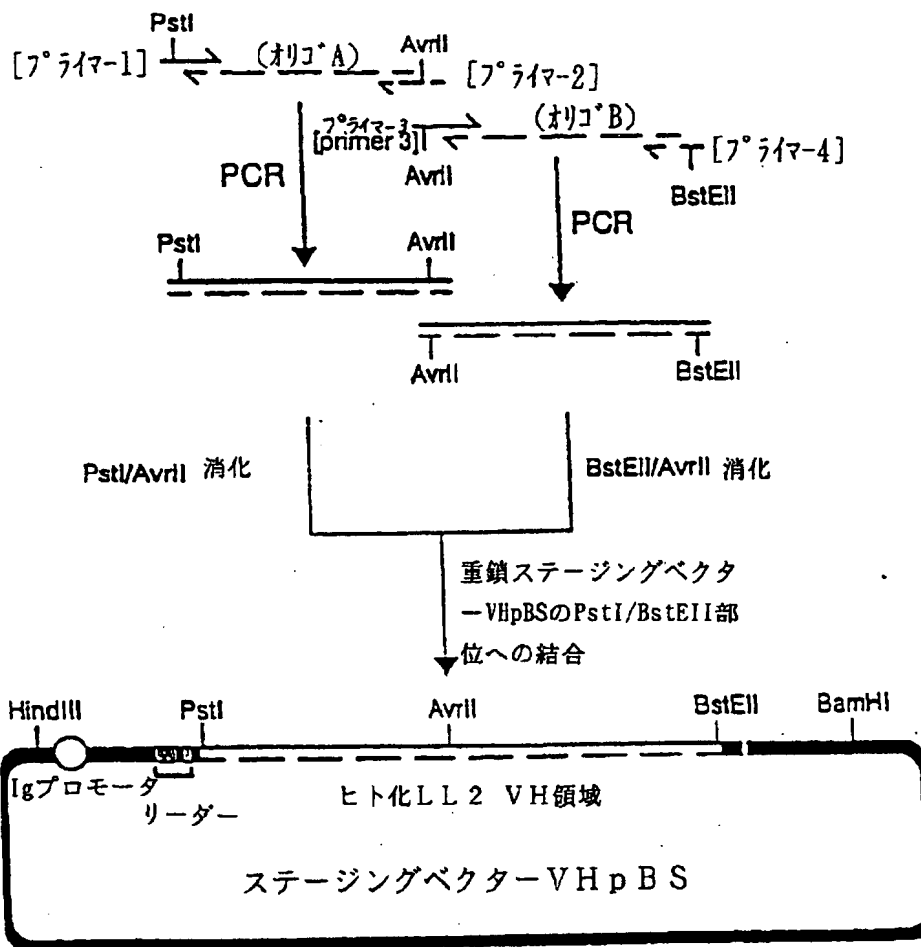 PstI
[プライマー1]
(オリゴA)
AvrII
[プライマー2]
プライマー3
[primer 3]
(オリゴB)
[プライマー4]
PCR
AvrII
BstEII
PCR
PstI
AvrII
AvrII
BstEII
PstI/AvrII 消化
BstEII/AvrII 消化
重鎖ステージングベクタ
ーVHpBSのPstI/BstEII部
位への結合
HindIII
PstI
AvrII
BstEII
BamHI
Igプロモータ
リーダー
ヒト化LL2 VH領域
ステージングベクターVHpBS